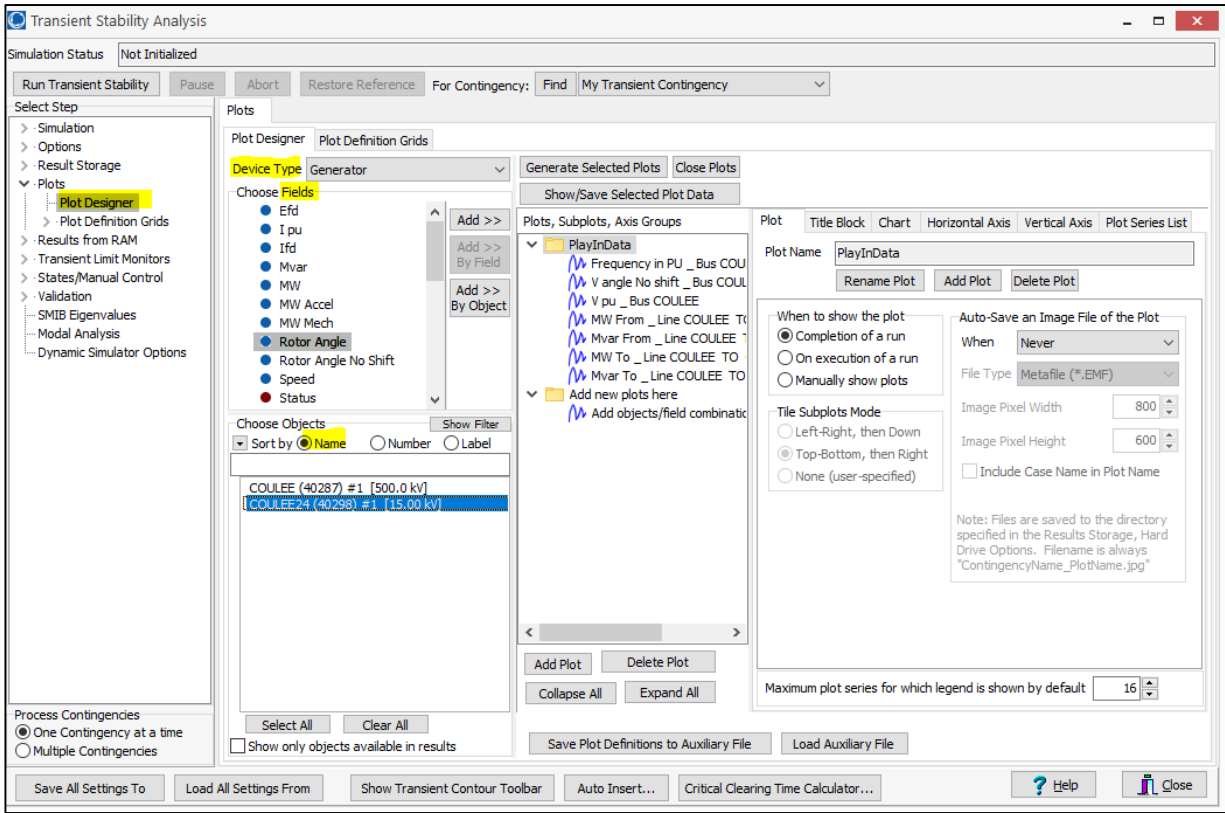 Transient Stability Analysis
Simulation Status Not Initialized
Run Transient Stability Pause Abort Restore Reference For Contingency: Find My Transient Contingency
Select Step
Simulation
Options
Result Storage
Plots
Plot Designer
Plot Definition Grids
Results from RAM
Transient Limit Monitors
States/Manual Control
Validation
SMIB Eigenvalues
Modal Analysis
Dynamic Simulator Options
Process Contingencies
One Contingency at a time
Multiple Contingencies
Plots
Plot Designer Plot Definition Grids
Device Type Generator
Choose Fields
Efd
I pu
Ifd
Mvar
MW
MW Accel
MW Mech
Rotor Angle
Rotor Angle No Shift
Speed
Status
Add >>
Add >>
By Field
Add >>
By Object
Choose Objects Show Filter
Sort by Name Number Label
COULEE (40287) #1 [500.0 kV]
COULEE24 (40298) #1 [15.00 kV]
Select All Clear All
Show only objects available in results
Generate Selected Plots Close Plots
Show/Save Selected Plot Data
Plots, Subplots, Axis Groups
PlayInData
Frequency in PU _ Bus COU
V angle No shift _ Bus COUL
V pu _ Bus COULEE
MW From _ Line COULEE TO
Mvar From _ Line COULEE
MW To _ Line COULEE TO
Mvar To _ Line COULEE TO
Add new plots here
Add objects/field combinatic
Add Plot Delete Plot
Collapse All Expand All
Save Plot Definitions to Auxiliary File Load Auxiliary File
Plot Title Block Chart Horizontal Axis Vertical Axis Plot Series List
Plot Name PlayInData
Rename Plot Add Plot Delete Plot
When to show the plot
Completion of a run
On execution of a run
Manually show plots
Tile Subplots Mode
Left-Right, then Down
Top-Bottom, then Right
None (user-specified)
Auto-Save an Image File of the Plot
When Never
File Type Metafile (*.EMF)
Image Pixel Width 800
Image Pixel Height 600
Include Case Name in Plot Name
Note: Files are saved to the directory
specified in the Results Storage, Hard
Drive Options. Filename is always
"ContingencyName_PlotName.jpg"
Maximum plot series for which legend is shown by default 16
Save All Settings To Load All Settings From Show Transient Contour Toolbar Auto Insert... Critical Clearing Time Calculator... Help Close